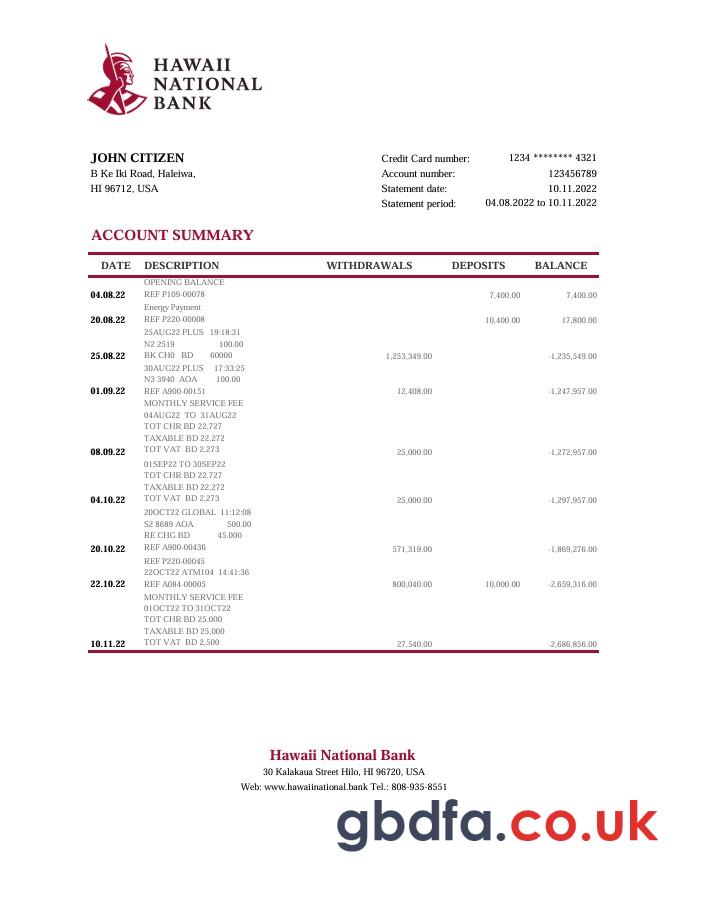 HAWAII
NATIONAL
BANK
JOHN CITIZEN
B Ke Iki Road, Haleiwa,
HI 96712, USA
Credit Card number: 1234 ******** 4321
Account number: 123456789
Statement date: 10.11.2022
Statement period: 04.08.2022 to 10.11.2022
ACCOUNT SUMMARY
DATE DESCRIPTION WITHDRAWALS DEPOSITS BALANCE
OPENING BALANCE
04.08.22 REF P109-00078 7,400.00 7,400.00
Energy Payment
20.08.22 REF P220-00008 10,400.00 17,800.00
25AUG22 PLUS 19:18:31
N2 2519 100.00
25.08.22 BK CH0 BD 60000 1,253,349.00 -1,235,549.00
30AUG22 PLUS 17:33:25
N3 3940 AOA 100.00
01.09.22 REF A900-00151 12,408.00 -1,247,957.00
MONTHLY SERVICE FEE
04AUG22 TO 31AUG22
TOT CHR BD 22,727
TAXABLE BD 22,272
08.09.22 TOT VAT BD 2,273 25,000.00 -1,272,957.00
01SEP22 TO 30SEP22
TOT CHR BD 22,727
TAXABLE BD 22,272
04.10.22 TOT VAT BD 2,273 25,000.00 -1,297,957.00
20OCT22 GLOBAL 11:12:08
S2 8689 AOA 500.00
RE CHG BD 45.000
20.10.22 REF A900-00436 571,319.00 -1,869,276.00
REF P220-00045
22OCT22 ATM104 14:41:36
22.10.22 REF A084-00005 800,040.00 10,000.00 -2,659,316.00
MONTHLY SERVICE FEE
01OCT22 TO 31OCT22
TOT CHR BD 25,000
TAXABLE BD 25,000
10.11.22 TOT VAT BD 2,500 27,540.00 -2,686,856.00
Hawaii National Bank
30 Kalakaua Street Hilo, HI 96720, USA
Web: www.hawaiinational.bank Tel.: 808-935-8551
gbdfa.co.uk